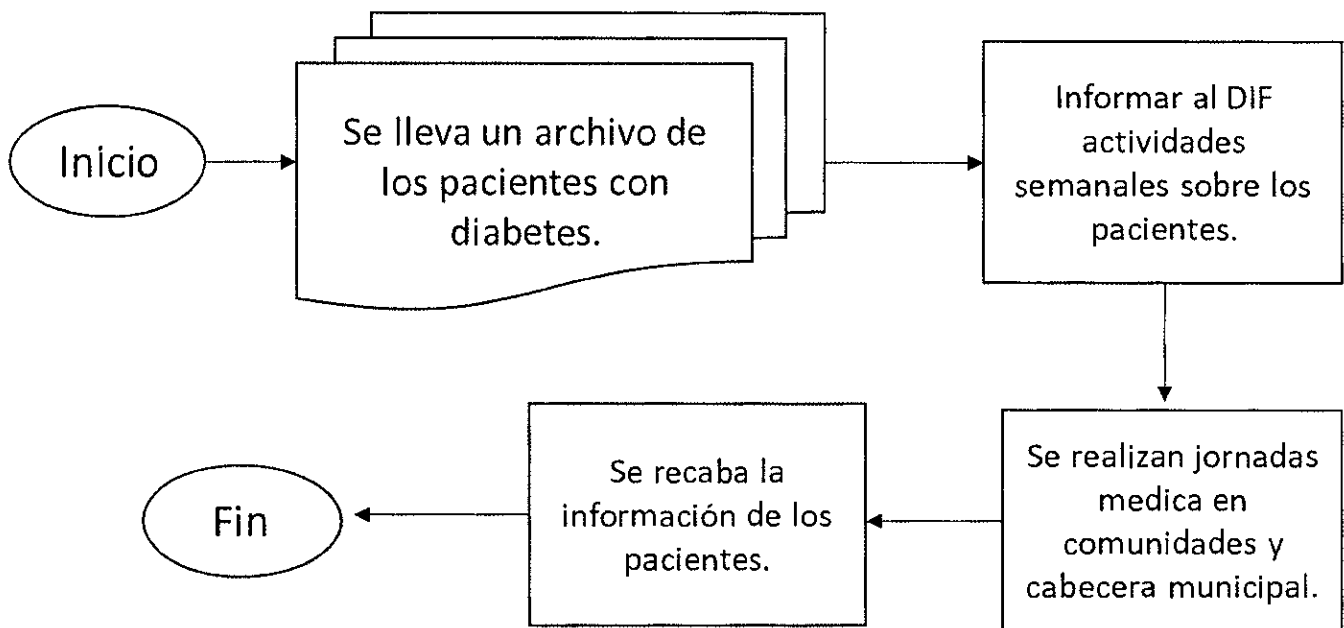 Inicio
Se lleva un archivo de
los pacientes con
diabetes.
Informar al DIF
actividades
semanales sobre los
pacientes.
Se realizan jornadas
medica en
comunidades y
cabecera municipal.
Se recaba la
información de los
pacientes.
Fin